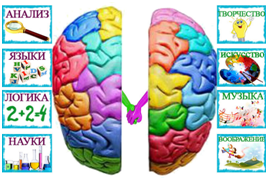 АНАЛИЗ
ЯЗЫКИ
ЛОГИКА
2+2=4
НАУКИ
ТВОРЧЕСТВО
ИСКУССТВО
МУЗЫКА
ВООБРАЖЕНИЕ